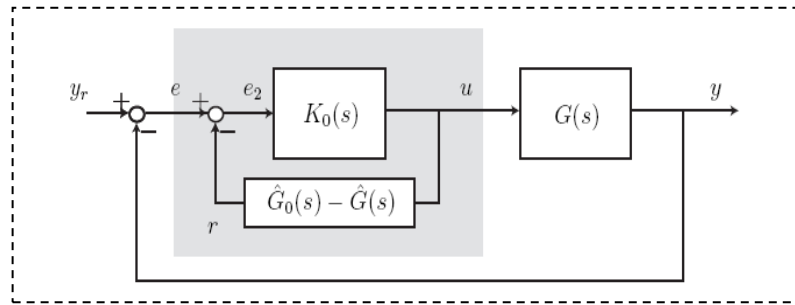 y_r + − e + − e_2 K_0(s) u G(s) y
r Ĝ_0(s) − Ĝ(s)